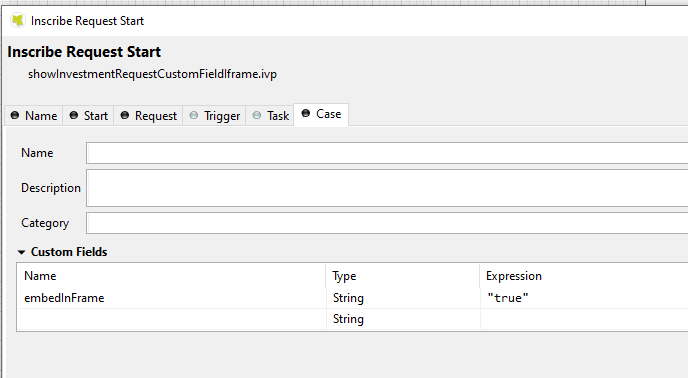 Inscribe Request Start
Inscribe Request Start
showInvestmentRequestCustomFieldIframe.ivp
Name Start Request Trigger Task Case
Name
Description
Category
Custom Fields
Name Type Expression
embedInFrame String "true"
String